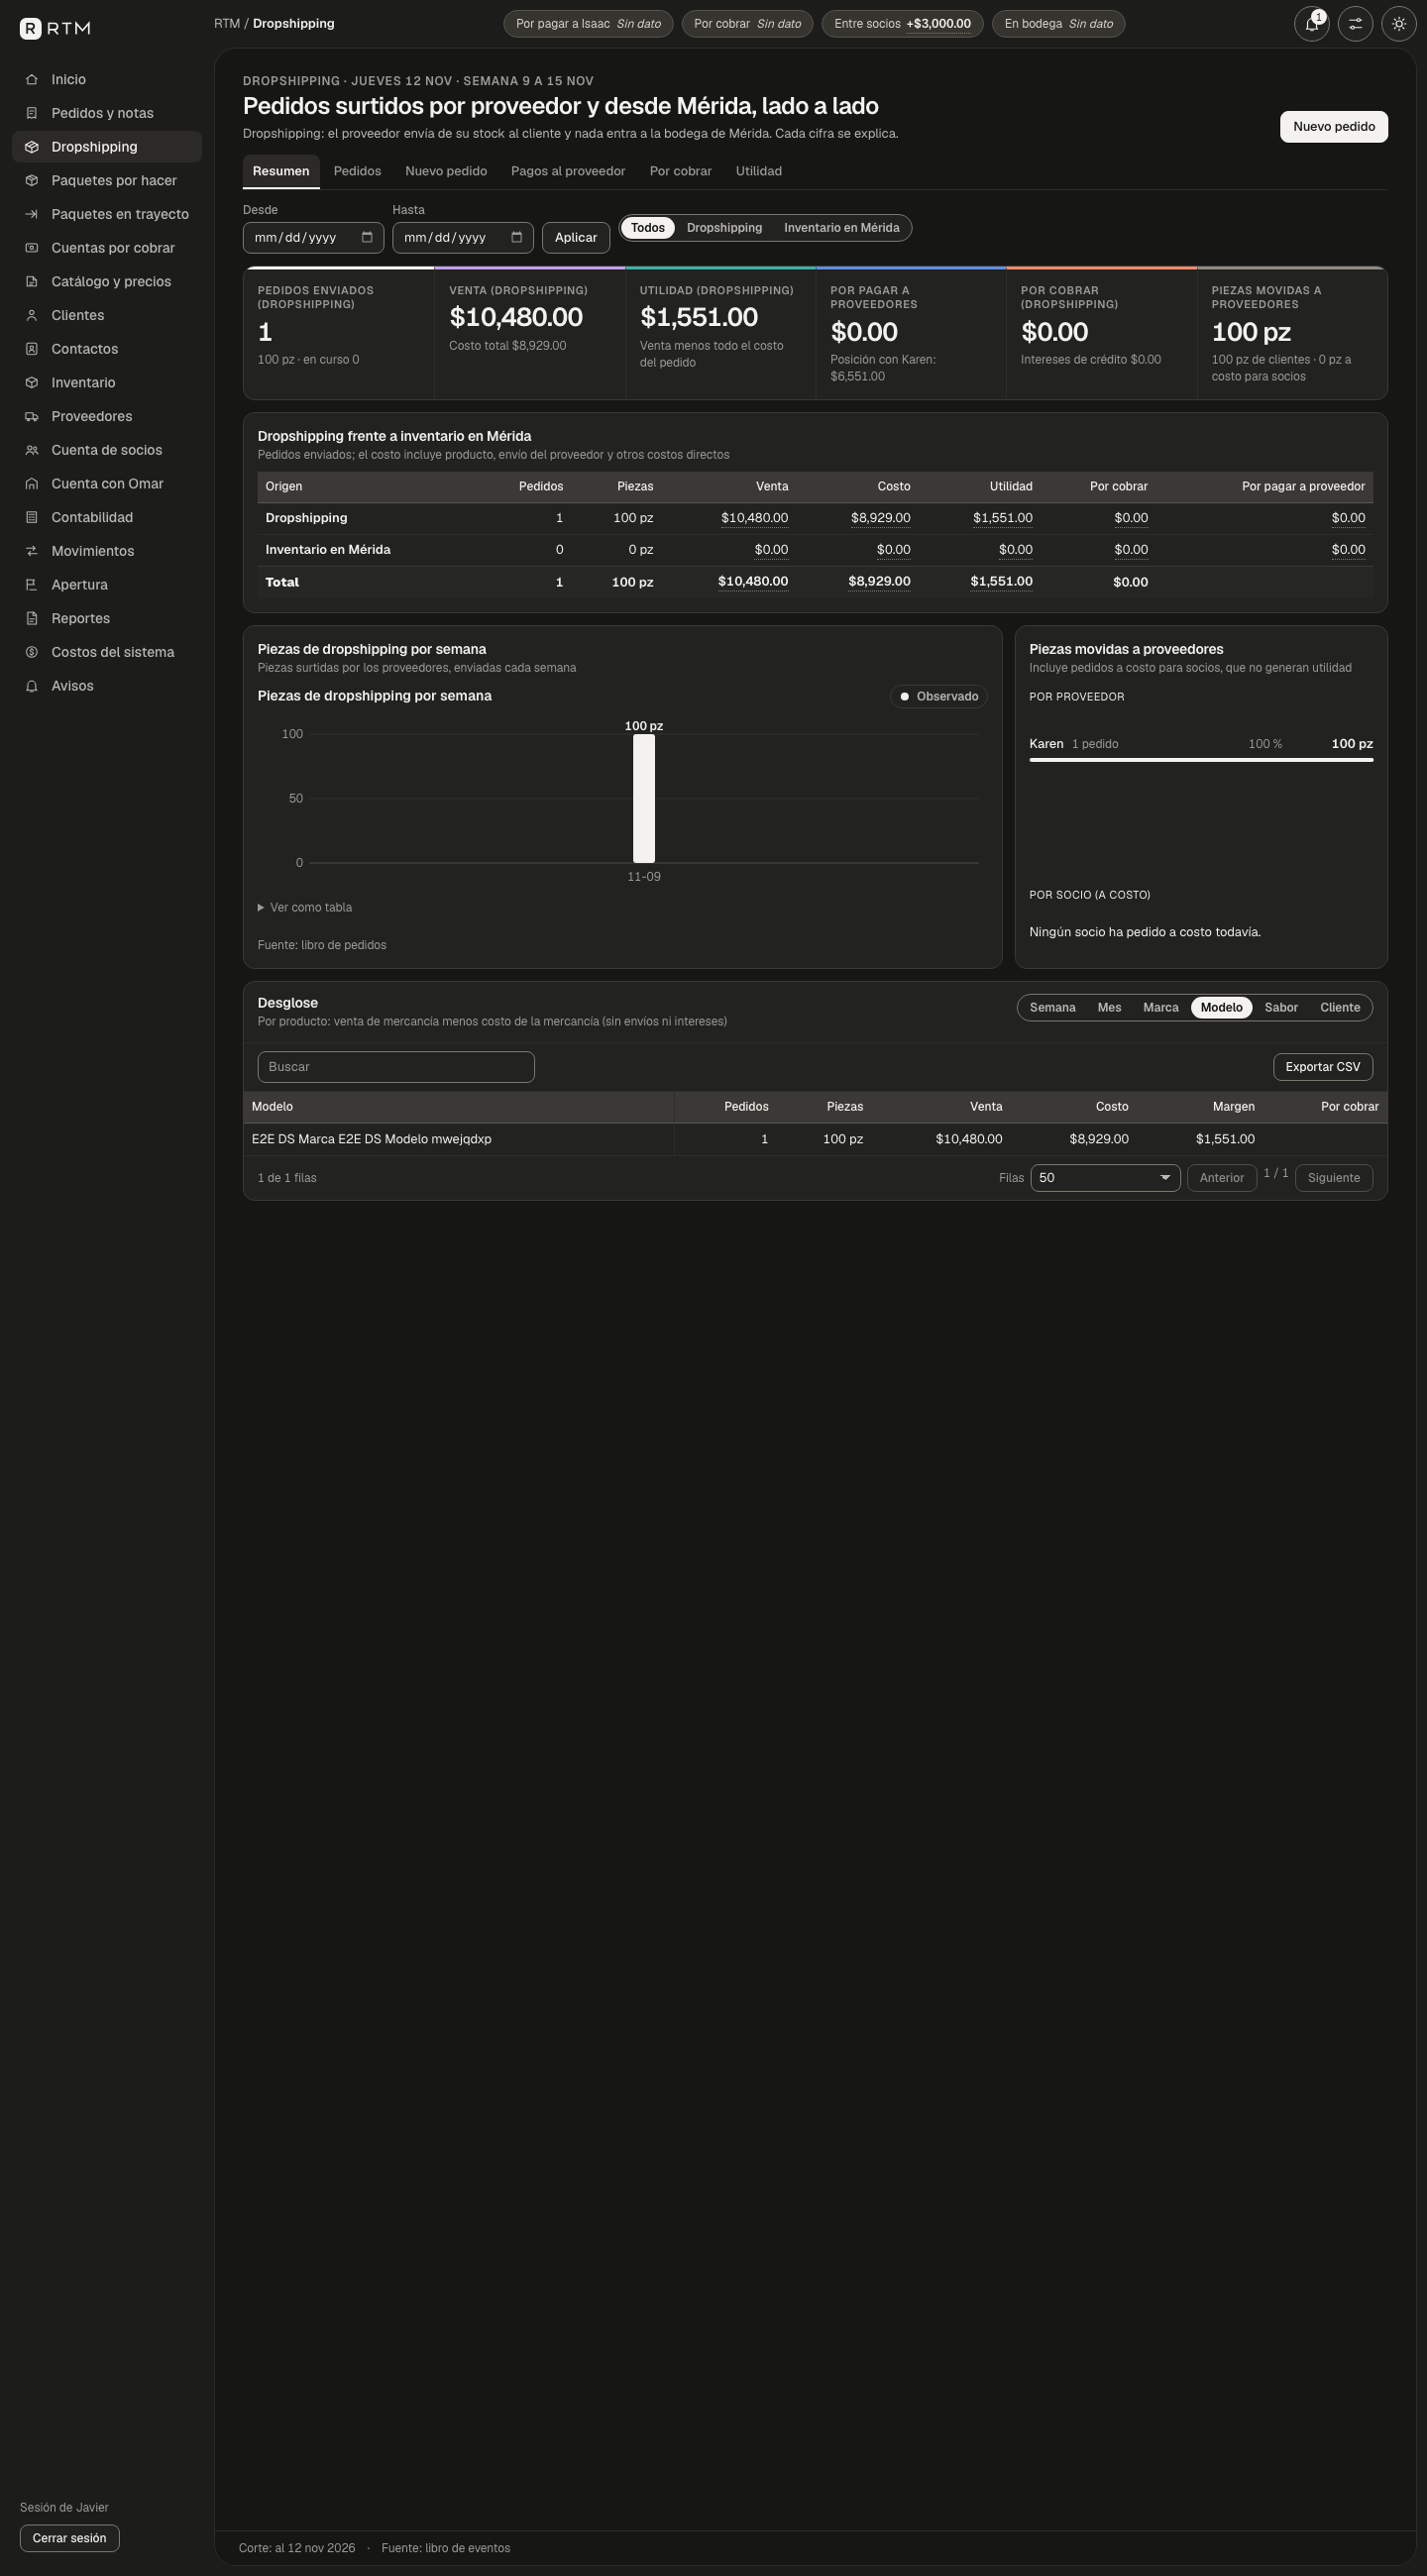 R RTM
RTM / Dropshipping
Por pagar a Isaac Sin dato
Por cobrar Sin dato
Entre socios +$3,000.00
En bodega Sin dato
1
Inicio
Pedidos y notas
Dropshipping
Paquetes por hacer
Paquetes en trayecto
Cuentas por cobrar
Catálogo y precios
Clientes
Contactos
Inventario
Proveedores
Cuenta de socios
Cuenta con Omar
Contabilidad
Movimientos
Apertura
Reportes
Costos del sistema
Avisos
Sesión de Javier
Cerrar sesión
DROPSHIPPING · JUEVES 12 NOV · SEMANA 9 A 15 NOV
Pedidos surtidos por proveedor y desde Mérida, lado a lado
Dropshipping: el proveedor envía de su stock al cliente y nada entra a la bodega de Mérida. Cada cifra se explica.
Nuevo pedido
Resumen Pedidos Nuevo pedido Pagos al proveedor Por cobrar Utilidad
Desde Hasta
mm/dd/yyyy mm/dd/yyyy Aplicar Todos Dropshipping Inventario en Mérida
PEDIDOS ENVIADOS
(DROPSHIPPING)
1
100 pz · en curso 0
VENTA (DROPSHIPPING)
$10,480.00
Costo total $8,929.00
UTILIDAD (DROPSHIPPING)
$1,551.00
Venta menos todo el costo
del pedido
POR PAGAR A
PROVEEDORES
$0.00
Posición con Karen:
$6,551.00
POR COBRAR
(DROPSHIPPING)
$0.00
Intereses de crédito $0.00
PIEZAS MOVIDAS A
PROVEEDORES
100 pz
100 pz de clientes · 0 pz a
costo para socios
Dropshipping frente a inventario en Mérida
Pedidos enviados; el costo incluye producto, envío del proveedor y otros costos directos
Origen Pedidos Piezas Venta Costo Utilidad Por cobrar Por pagar a proveedor
Dropshipping 1 100 pz $10,480.00 $8,929.00 $1,551.00 $0.00 $0.00
Inventario en Mérida 0 0 pz $0.00 $0.00 $0.00 $0.00 $0.00
Total 1 100 pz $10,480.00 $8,929.00 $1,551.00 $0.00
Piezas de dropshipping por semana
Piezas surtidas por los proveedores, enviadas cada semana
Piezas de dropshipping por semana
Observado
100 pz
100
50
0
11-09
Ver como tabla
Fuente: libro de pedidos
Piezas movidas a proveedores
Incluye pedidos a costo para socios, que no generan utilidad
POR PROVEEDOR
Karen 1 pedido 100 % 100 pz
POR SOCIO (A COSTO)
Ningún socio ha pedido a costo todavía.
Desglose
Por producto: venta de mercancía menos costo de la mercancía (sin envíos ni intereses)
Semana Mes Marca Modelo Sabor Cliente
Buscar
Exportar CSV
Modelo Pedidos Piezas Venta Costo Margen Por cobrar
E2E DS Marca E2E DS Modelo mwejqdxp 1 100 pz $10,480.00 $8,929.00 $1,551.00
1 de 1 filas
Filas 50 Anterior 1 / 1 Siguiente
Corte: al 12 nov 2026 · Fuente: libro de eventos